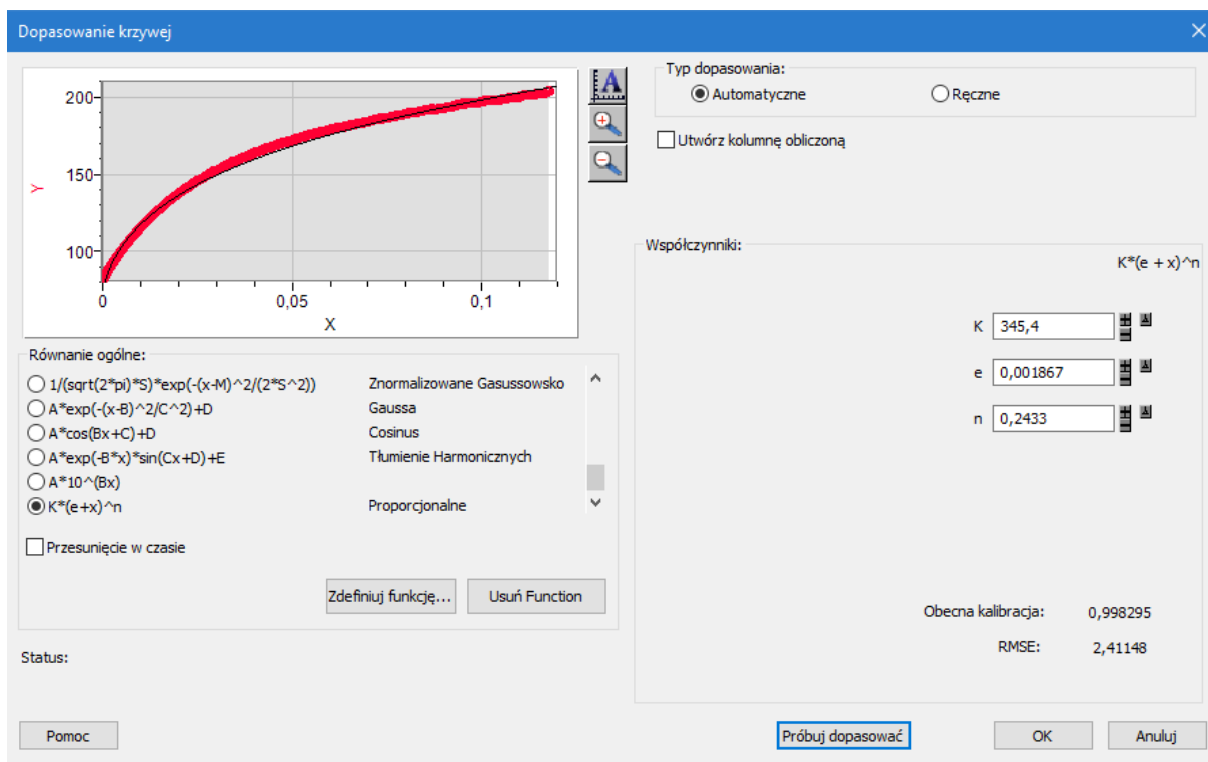 Dopasowanie krzywej
200
150
100
Y
0
0,05
0,1
X
Typ dopasowania:
Automatyczne
Ręczne
Utwórz kolumnę obliczoną
Współczynniki:
K*(e + x)^n
K 345,4
e 0,001867
n 0,2433
Obecna kalibracja: 0,998295
RMSE: 2,41148
Równanie ogólne:
1/(sqrt(2*pi)*S)*exp(-(x-M)^2/(2*S^2)) Znormalizowane Gasussowsko
A*exp(-(x-B)^2/C^2)+D Gaussa
A*cos(Bx+C)+D Cosinus
A*exp(-B*x)*sin(Cx+D)+E Tłumienie Harmonicznych
A*10^(Bx)
K*(e+x)^n Proporcjonalne
Przesunięcie w czasie
Zdefiniuj funkcję... Usuń Function
Status:
Pomoc Próbuj dopasować OK Anuluj